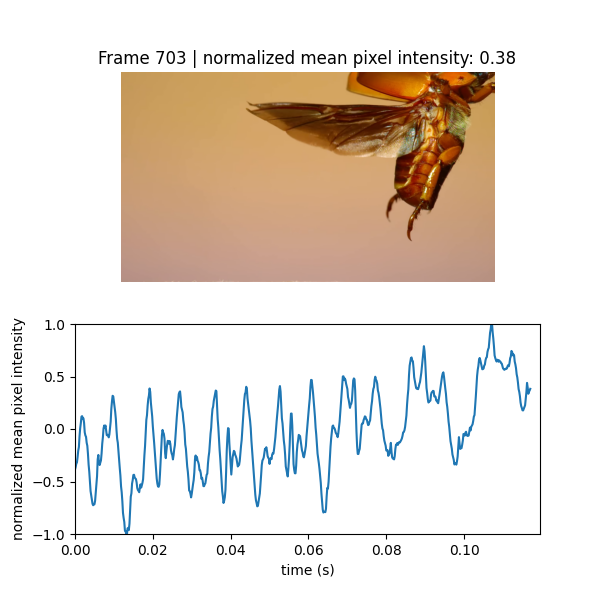 Frame 703 | normalized mean pixel intensity: 0.38
1.0
0.5
0.0
−0.5
−1.0
normalized mean pixel intensity
0.00 0.02 0.04 0.06 0.08 0.10
time (s)